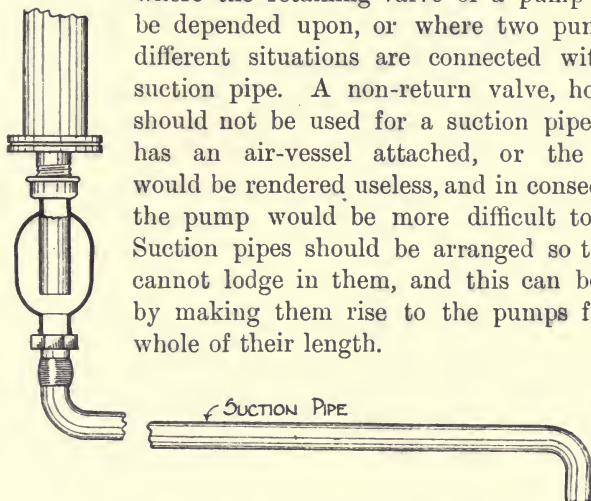 where the retaining valve of a pump
be depended upon, or where two pum
different situations are connected wit
suction pipe. A non-return valve, ho
should not be used for a suction pipe
has an air-vessel attached, or the
would be rendered useless, and in conseq
the pump would be more difficult to
Suction pipes should be arranged so t
cannot lodge in them, and this can be
by making them rise to the pumps f
whole of their length.
SUCTION PIPE